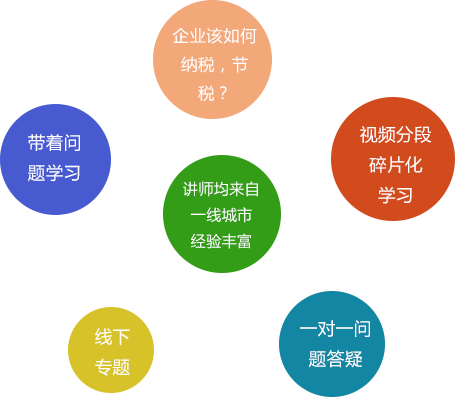 企业该如何
纳税，节
税？
带着问
题学习
视频分段
碎片化
学习
讲师均来自
一线城市
经验丰富
线下
专题
一对一问
题答疑